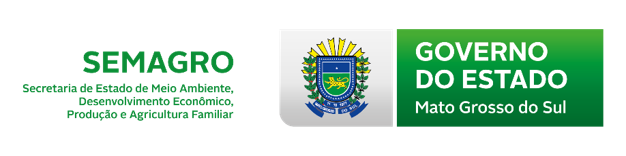 SEMAGRO
Secretaria de Estado de Meio Ambiente,
Desenvolvimento Econômico,
Produção e Agricultura Familiar
GOVERNO
DO ESTADO
Mato Grosso do Sul